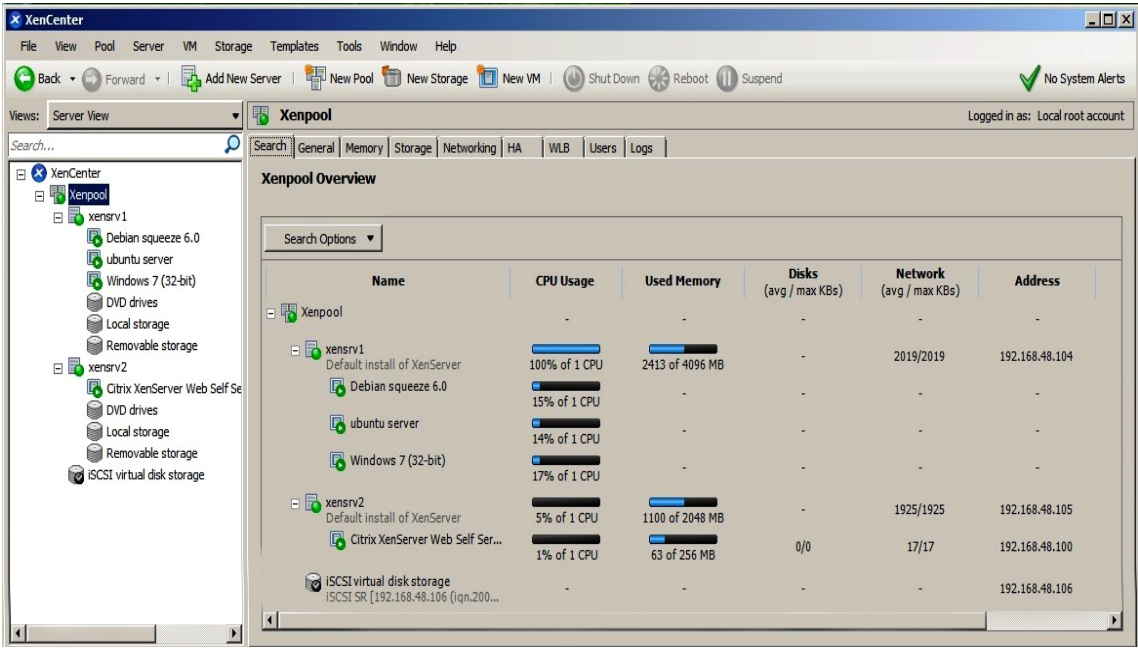 XenCenter
File View Pool Server VM Storage Templates Tools Window Help
Back Forward Add New Server New Pool New Storage New VM Shut Down Reboot Suspend No System Alerts
Views: Server View
Xenpool Logged in as: Local root account
Search...
Search General Memory Storage Networking HA WLB Users Logs
XenCenter
Xenpool
xensrv1
Debian squeeze 6.0
ubuntu server
Windows 7 (32-bit)
DVD drives
Local storage
Removable storage
xensrv2
Citrix XenServer Web Self Se
DVD drives
Local storage
Removable storage
iSCSI virtual disk storage
Xenpool Overview
Search Options
Name CPU Usage Used Memory Disks Network Address
(avg / max KBs) (avg / max KBs)
Xenpool - - - - -
xensrv1
Default install of XenServer 100% of 1 CPU 2413 of 4096 MB - 2019/2019 192.168.48.104
Debian squeeze 6.0 15% of 1 CPU - - - -
ubuntu server 14% of 1 CPU - - - -
Windows 7 (32-bit) 17% of 1 CPU - - - -
xensrv2
Default install of XenServer 5% of 1 CPU 1100 of 2048 MB - 1925/1925 192.168.48.105
Citrix XenServer Web Self Ser... 1% of 1 CPU 63 of 256 MB 0/0 17/17 192.168.48.100
iSCSI virtual disk storage
iSCSI SR [192.168.48.106 (iqn.200... - - - - 192.168.48.106